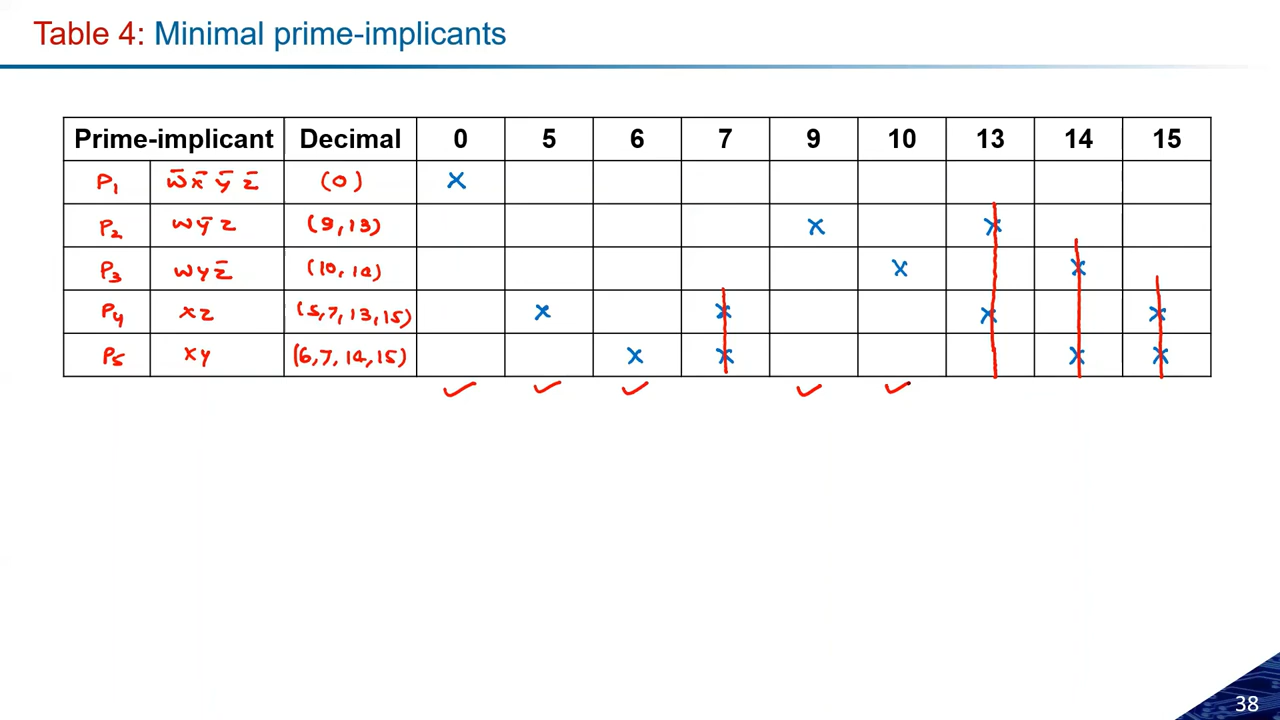 Table 4: Minimal prime-implicants
Prime-implicant Decimal 0 5 6 7 9 10 13 14 15
P₁ w̄ x̄ ȳ z̄ (0) ×
P₂ w ȳ z (9,13) × ×
P₃ w y z̄ (10,14) × ×
P₄ x z (5,7,13,15) × × × ×
P₅ x y (6,7,14,15) × × × ×
✓ ✓ ✓ ✓ ✓
38